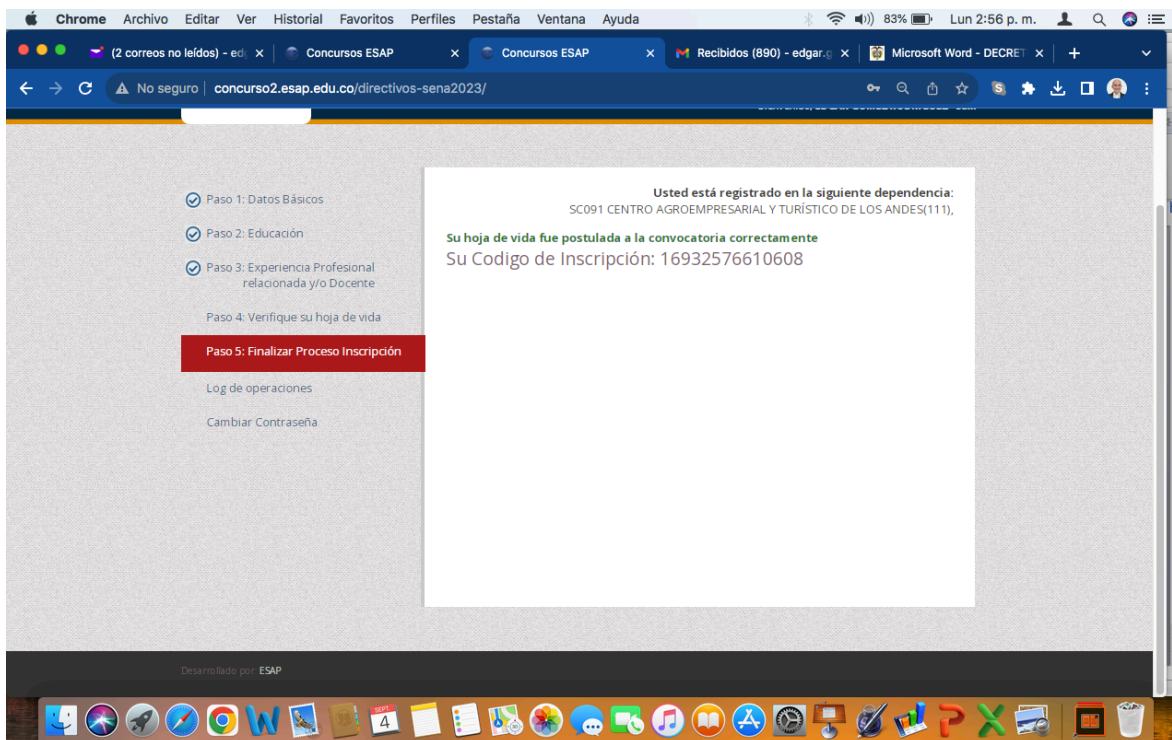 Chrome Archivo Editar Ver Historial Favoritos Perfiles Pestaña Ventana Ayuda 83% Lun 2:56 p. m.
(2 correos no leídos) - ed Concursos ESAP Concursos ESAP Recibidos (890) - edgar.g Microsoft Word - DECRET
No seguro concurso2.esap.edu.co/directivos-sena2023/
Usted está registrado en la siguiente dependencia:
SC091 CENTRO AGROEMPRESARIAL Y TURÍSTICO DE LOS ANDES(111),
Su hoja de vida fue postulada a la convocatoria correctamente
Su Codigo de Inscripción: 16932576610608
Paso 1: Datos Básicos
Paso 2: Educación
Paso 3: Experiencia Profesional
relacionada y/o Docente
Paso 4: Verifique su hoja de vida
Paso 5: Finalizar Proceso Inscripción
Log de operaciones
Cambiar Contraseña
Desarrollado por: ESAP
SEPT.
4